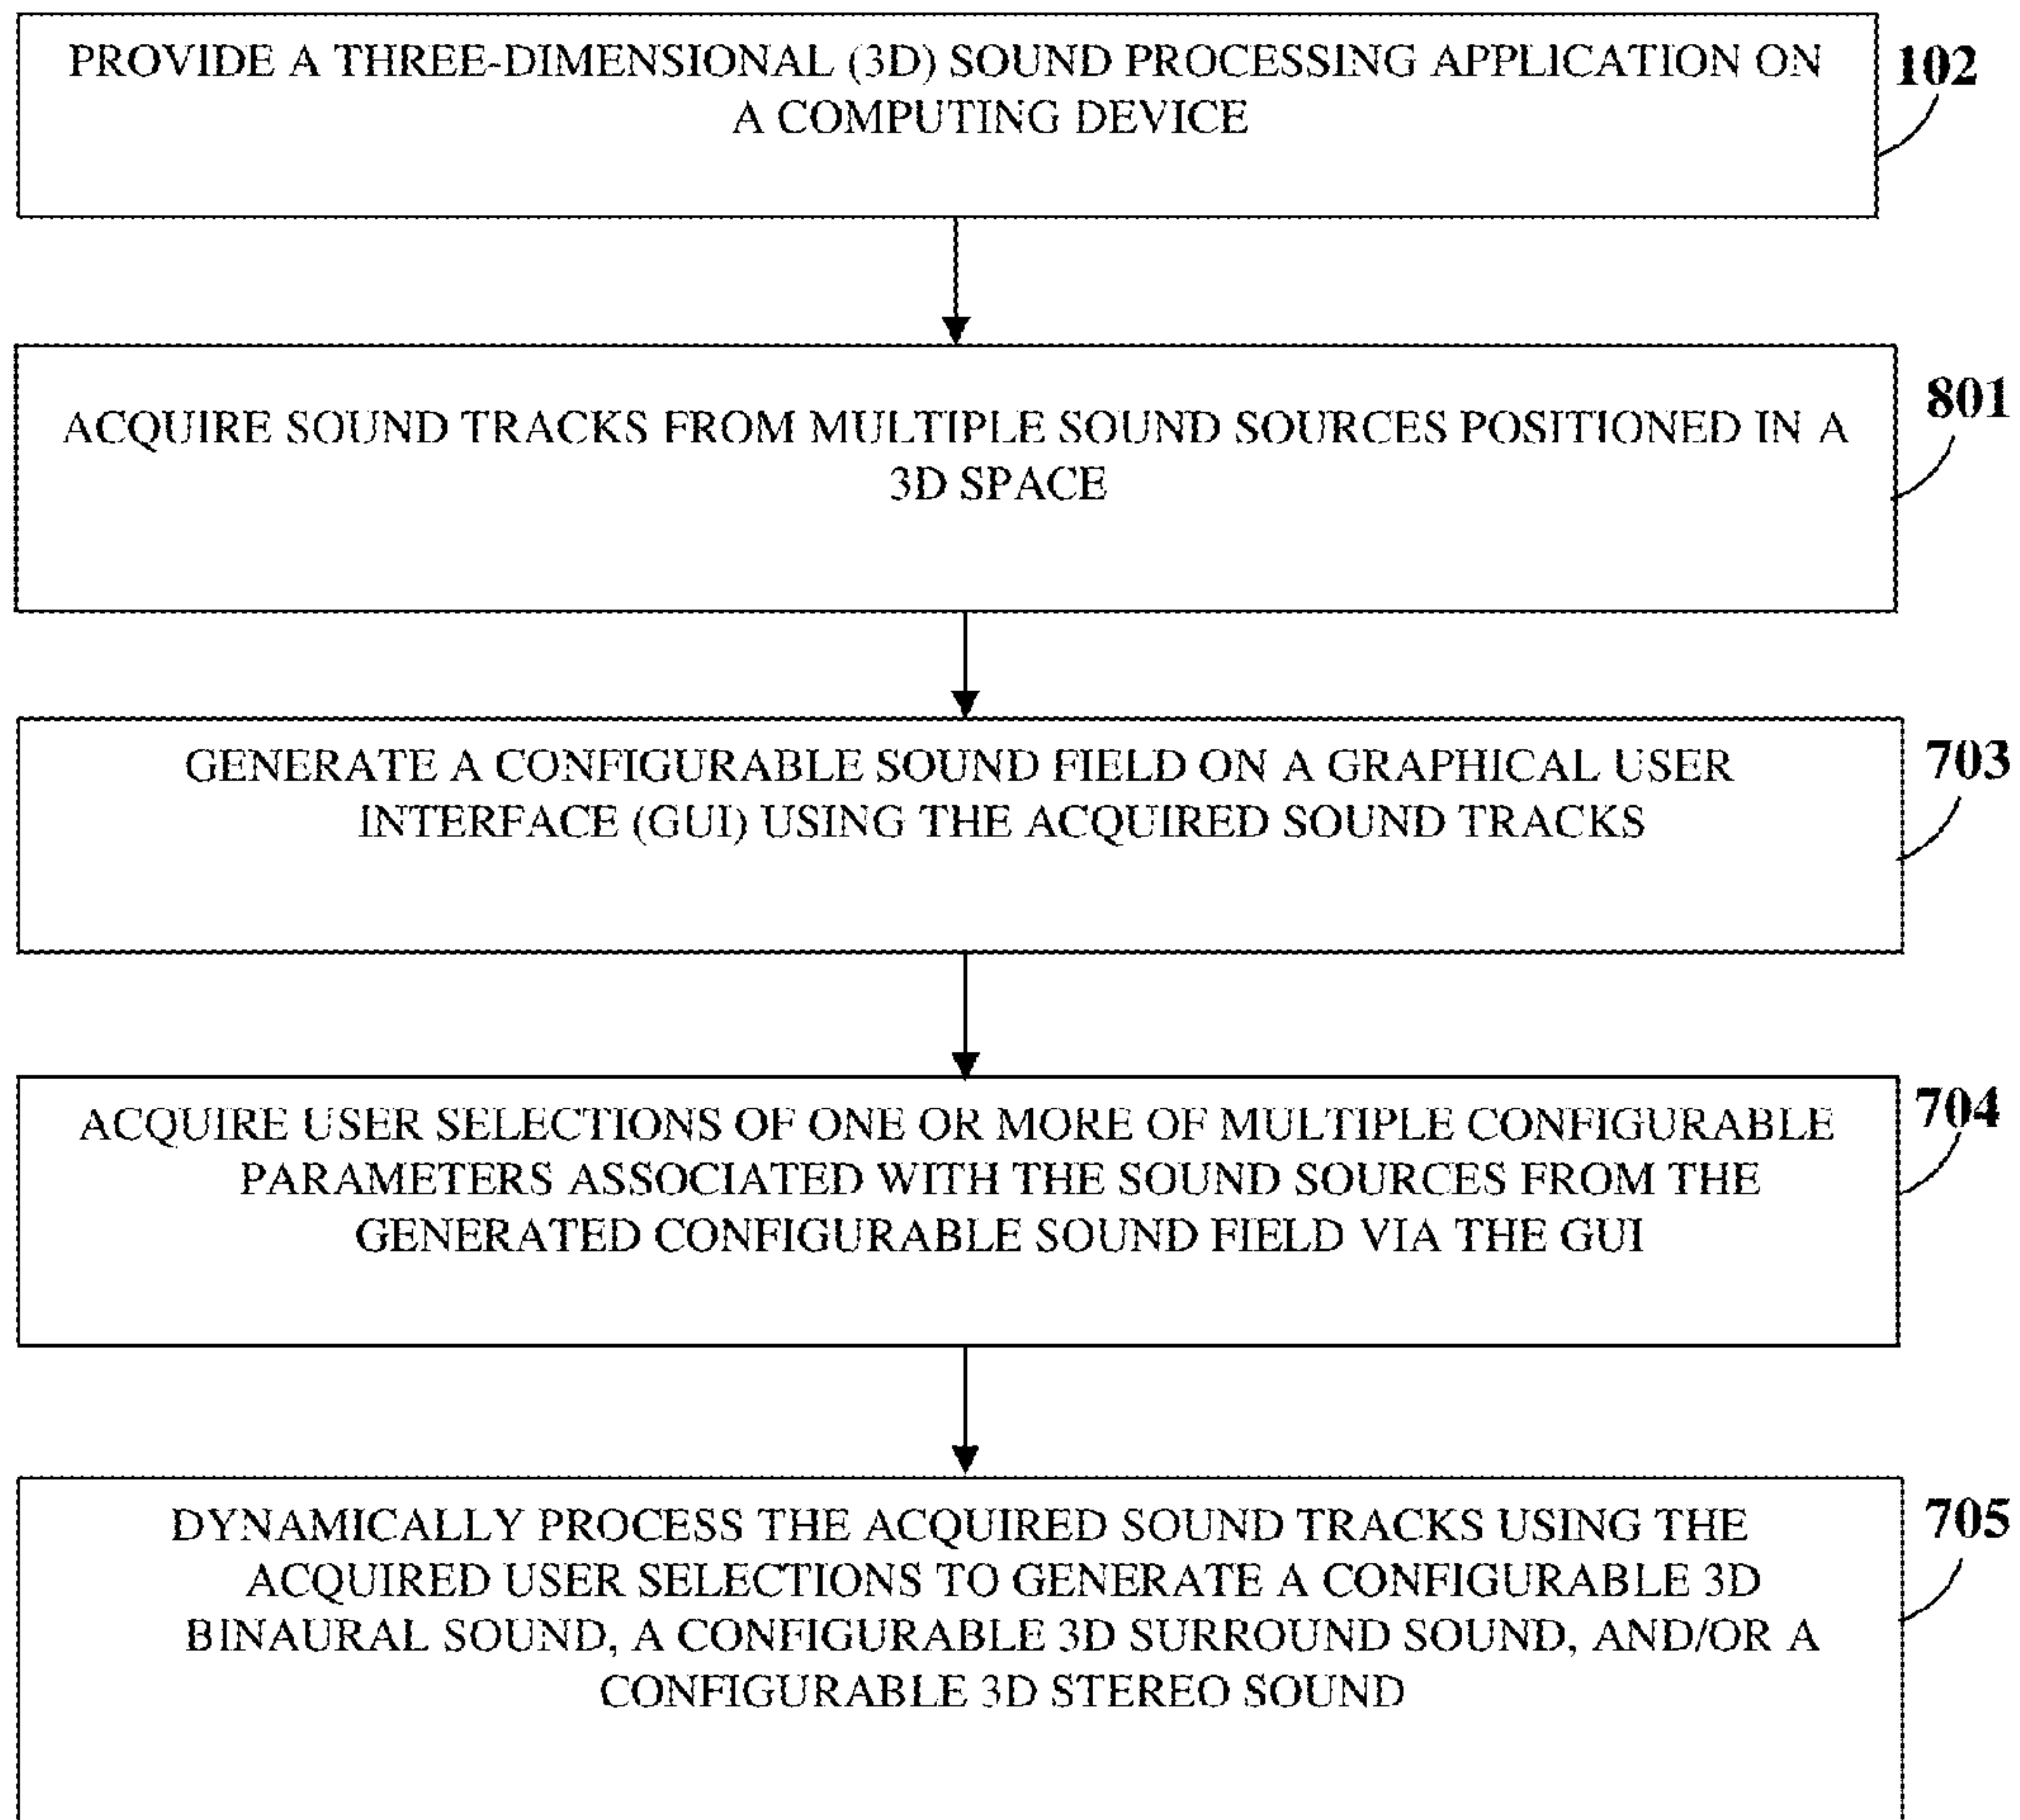 PROVIDE A THREE-DIMENSIONAL (3D) SOUND PROCESSING APPLICATION ON
A COMPUTING DEVICE
102
ACQUIRE SOUND TRACKS FROM MULTIPLE SOUND SOURCES POSITIONED IN A
3D SPACE
801
GENERATE A CONFIGURABLE SOUND FIELD ON A GRAPHICAL USER
INTERFACE (GUI) USING THE ACQUIRED SOUND TRACKS
703
ACQUIRE USER SELECTIONS OF ONE OR MORE OF MULTIPLE CONFIGURABLE
PARAMETERS ASSOCIATED WITH THE SOUND SOURCES FROM THE
GENERATED CONFIGURABLE SOUND FIELD VIA THE GUI
704
DYNAMICALLY PROCESS THE ACQUIRED SOUND TRACKS USING THE
ACQUIRED USER SELECTIONS TO GENERATE A CONFIGURABLE 3D
BINAURAL SOUND, A CONFIGURABLE 3D SURROUND SOUND, AND/OR A
CONFIGURABLE 3D STEREO SOUND
705